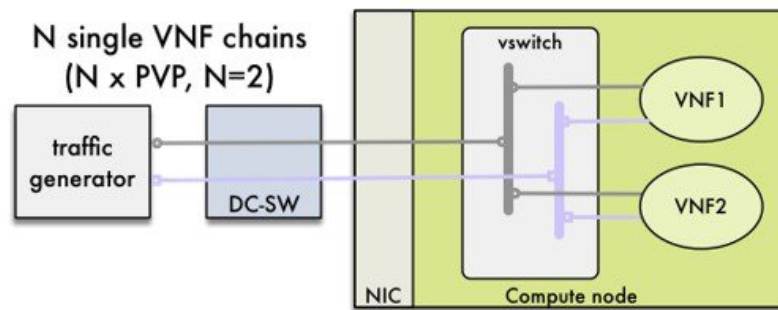 N single VNF chains
(N x PVP, N=2)
vswitch
VNF1
traffic
generator
DC-SW
VNF2
NIC
Compute node